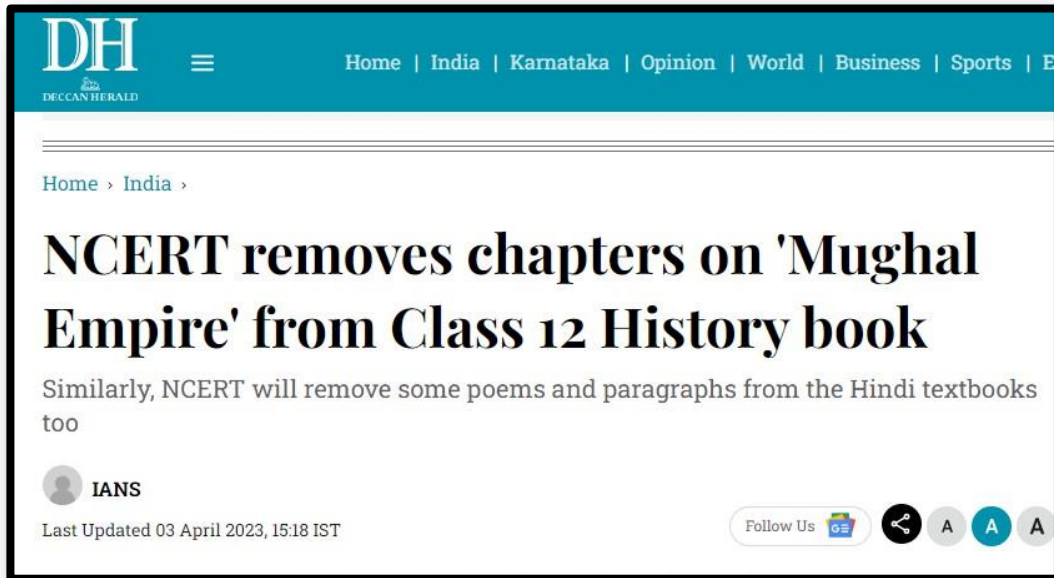 DH
DECCAN HERALD
Home | India | Karnataka | Opinion | World | Business | Sports | E
Home › India ›
NCERT removes chapters on 'Mughal
Empire' from Class 12 History book
Similarly, NCERT will remove some poems and paragraphs from the Hindi textbooks
too
IANS
Last Updated 03 April 2023, 15:18 IST
Follow Us GE A A A